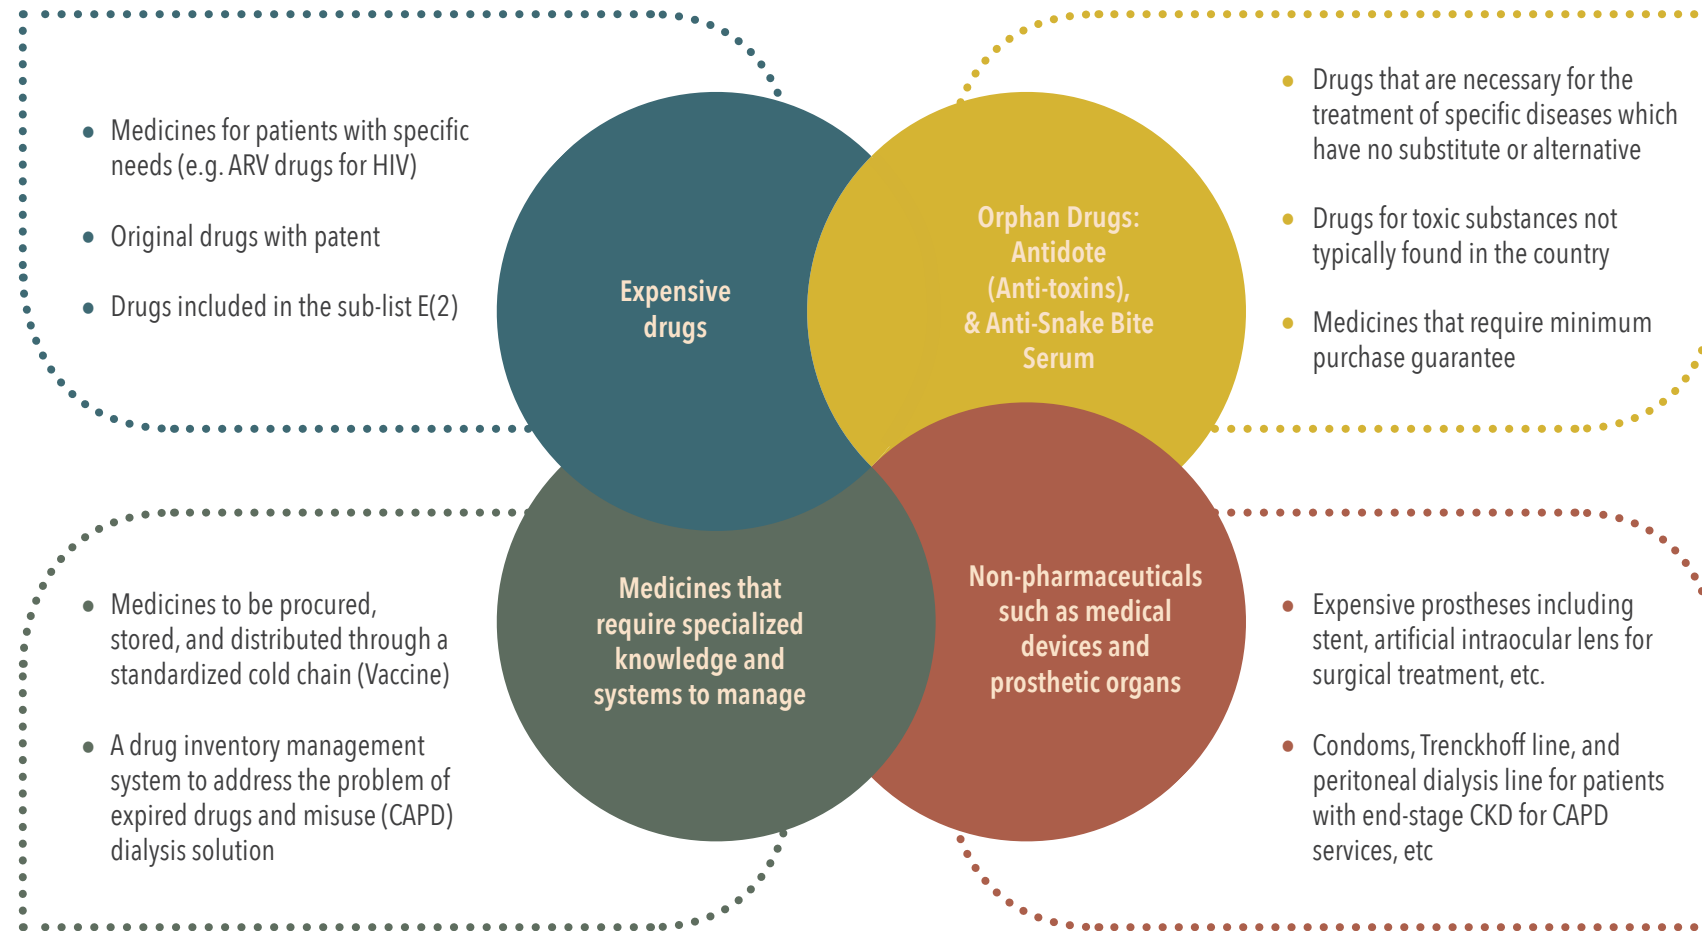 Medicines for patients with specific
needs (e.g. ARV drugs for HIV)
Original drugs with patent
Drugs included in the sub-list E(2)
Expensive
drugs
Orphan Drugs:
Antidote
(Anti-toxins),
& Anti-Snake Bite
Serum
Drugs that are necessary for the
treatment of specific diseases which
have no substitute or alternative
Drugs for toxic substances not
typically found in the country
Medicines that require minimum
purchase guarantee
Medicines to be procured,
stored, and distributed through a
standardized cold chain (Vaccine)
A drug inventory management
system to address the problem of
expired drugs and misuse (CAPD)
dialysis solution
Medicines that
require specialized
knowledge and
systems to manage
Non-pharmaceuticals
such as medical
devices and
prosthetic organs
Expensive prostheses including
stent, artificial intraocular lens for
surgical treatment, etc.
Condoms, Trenckhoff line, and
peritoneal dialysis line for patients
with end-stage CKD for CAPD
services, etc